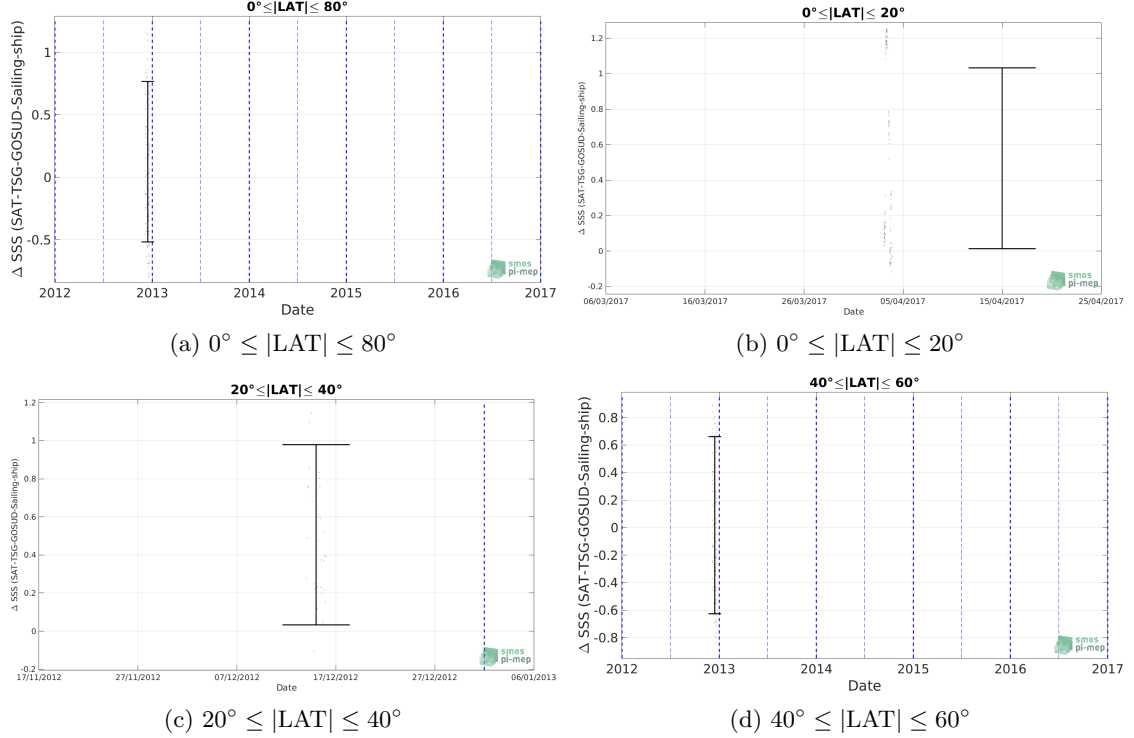 0°≤|LAT|≤ 80°
Δ SSS (SAT-TSG-GOSUD-Sailing-ship)
1
0.5
0
-0.5
2012 2013 2014 2015 2016 2017
Date
smos
pi-mep
(a) 0° ≤ |LAT| ≤ 80°
0°≤|LAT|≤ 20°
Δ SSS (SAT-TSG-GOSUD-Sailing-ship)
1.2
1
0.8
0.6
0.4
0.2
0
-0.2
06/03/2017 16/03/2017 26/03/2017 05/04/2017 15/04/2017 25/04/2017
Date
smos
pi-mep
(b) 0° ≤ |LAT| ≤ 20°
20°≤|LAT|≤ 40°
Δ SSS (SAT-TSG-GOSUD-Sailing-ship)
1.2
1
0.8
0.6
0.4
0.2
0
-0.2
17/11/2012 27/11/2012 07/12/2012 17/12/2012 27/12/2012 06/01/2013
Date
smos
pi-mep
(c) 20° ≤ |LAT| ≤ 40°
40°≤|LAT|≤ 60°
Δ SSS (SAT-TSG-GOSUD-Sailing-ship)
0.8
0.6
0.4
0.2
0
-0.2
-0.4
-0.6
-0.8
2012 2013 2014 2015 2016 2017
Date
smos
pi-mep
(d) 40° ≤ |LAT| ≤ 60°